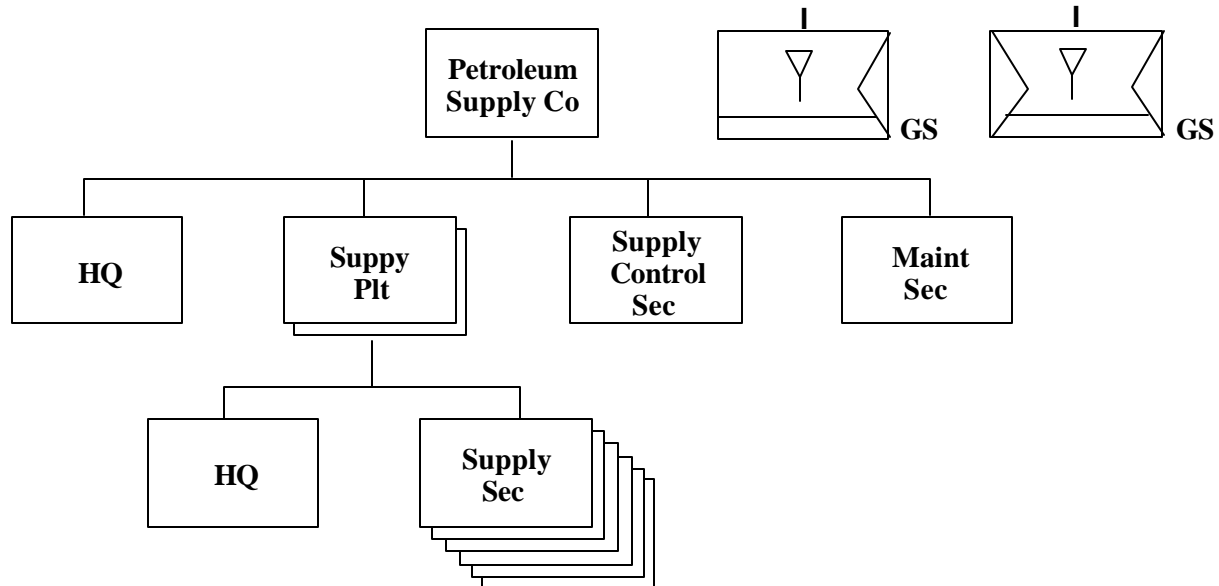 I
I
Petroleum
Supply Co
GS
GS
HQ
Suppy
Plt
Supply
Control
Sec
Maint
Sec
HQ
Supply
Sec